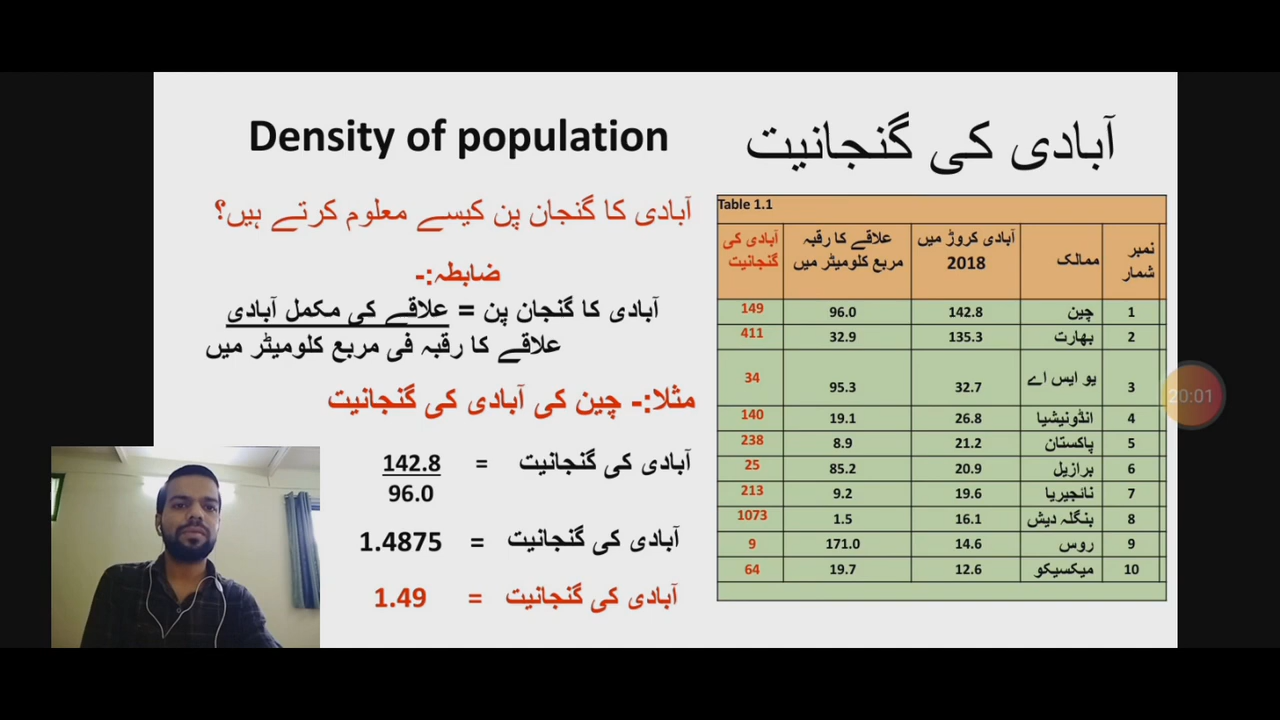 Density of population
آبادی کی گنجانیت
آبادی کا گنجان پن کیسے معلوم کرتے ہیں؟
ضابطہ:-
آبادی کا گنجان پن = علاقے کی مکمل آبادی
علاقے کا رقبہ فی مربع کلومیٹر میں
مثلا:- چین کی آبادی کی گنجانیت
آبادی کی گنجانیت = 142.8
96.0
آبادی کی گنجانیت = 1.4875
آبادی کی گنجانیت = 1.49
Table 1.1
نمبر شمار ممالک آبادی کروڑ میں 2018 علاقے کا رقبہ مربع کلومیٹر میں آبادی کی گنجانیت
1 چین 142.8 96.0 149
2 بھارت 135.3 32.9 411
3 یو ایس اے 32.7 95.3 34
4 انڈونیشیا 26.8 19.1 140
5 پاکستان 21.2 8.9 238
6 برازیل 20.9 85.2 25
7 نائجیریا 19.6 9.2 213
8 بنگلہ دیش 16.1 1.5 1073
9 روس 14.6 171.0 9
10 میکسیکو 12.6 19.7 64
20:01